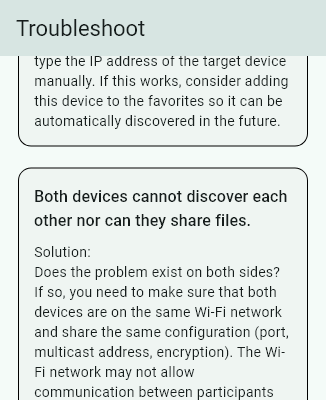 Troubleshoot
type the IP address of the target device
manually. If this works, consider adding
this device to the favorites so it can be
automatically discovered in the future.
Both devices cannot discover each
other nor can they share files.
Solution:
Does the problem exist on both sides?
If so, you need to make sure that both
devices are on the same Wi-Fi network
and share the same configuration (port,
multicast address, encryption). The Wi-
Fi network may not allow
communication between participants